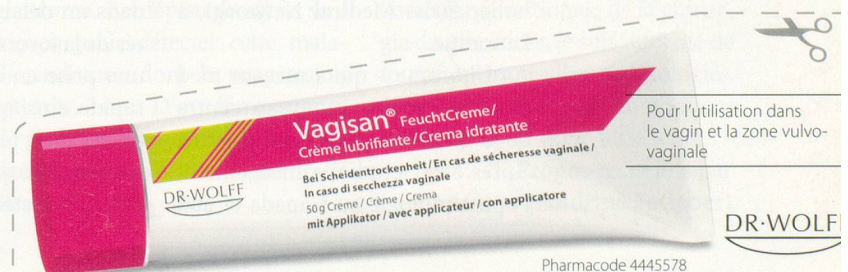 Vagisan® FeuchtCreme/
Crème lubrifiante / Crema idratante
Bei Scheidentrockenheit / En cas de sécheresse vaginale /
In caso di secchezza vaginale
50 g Creme / Crème / Crema
mit Applikator / avec applicateur / con applicatore
DR·WOLFF
Pour l'utilisation dans
le vagin et la zone vulvo-
vaginale
DR·WOLFF
Pharmacode 4445578